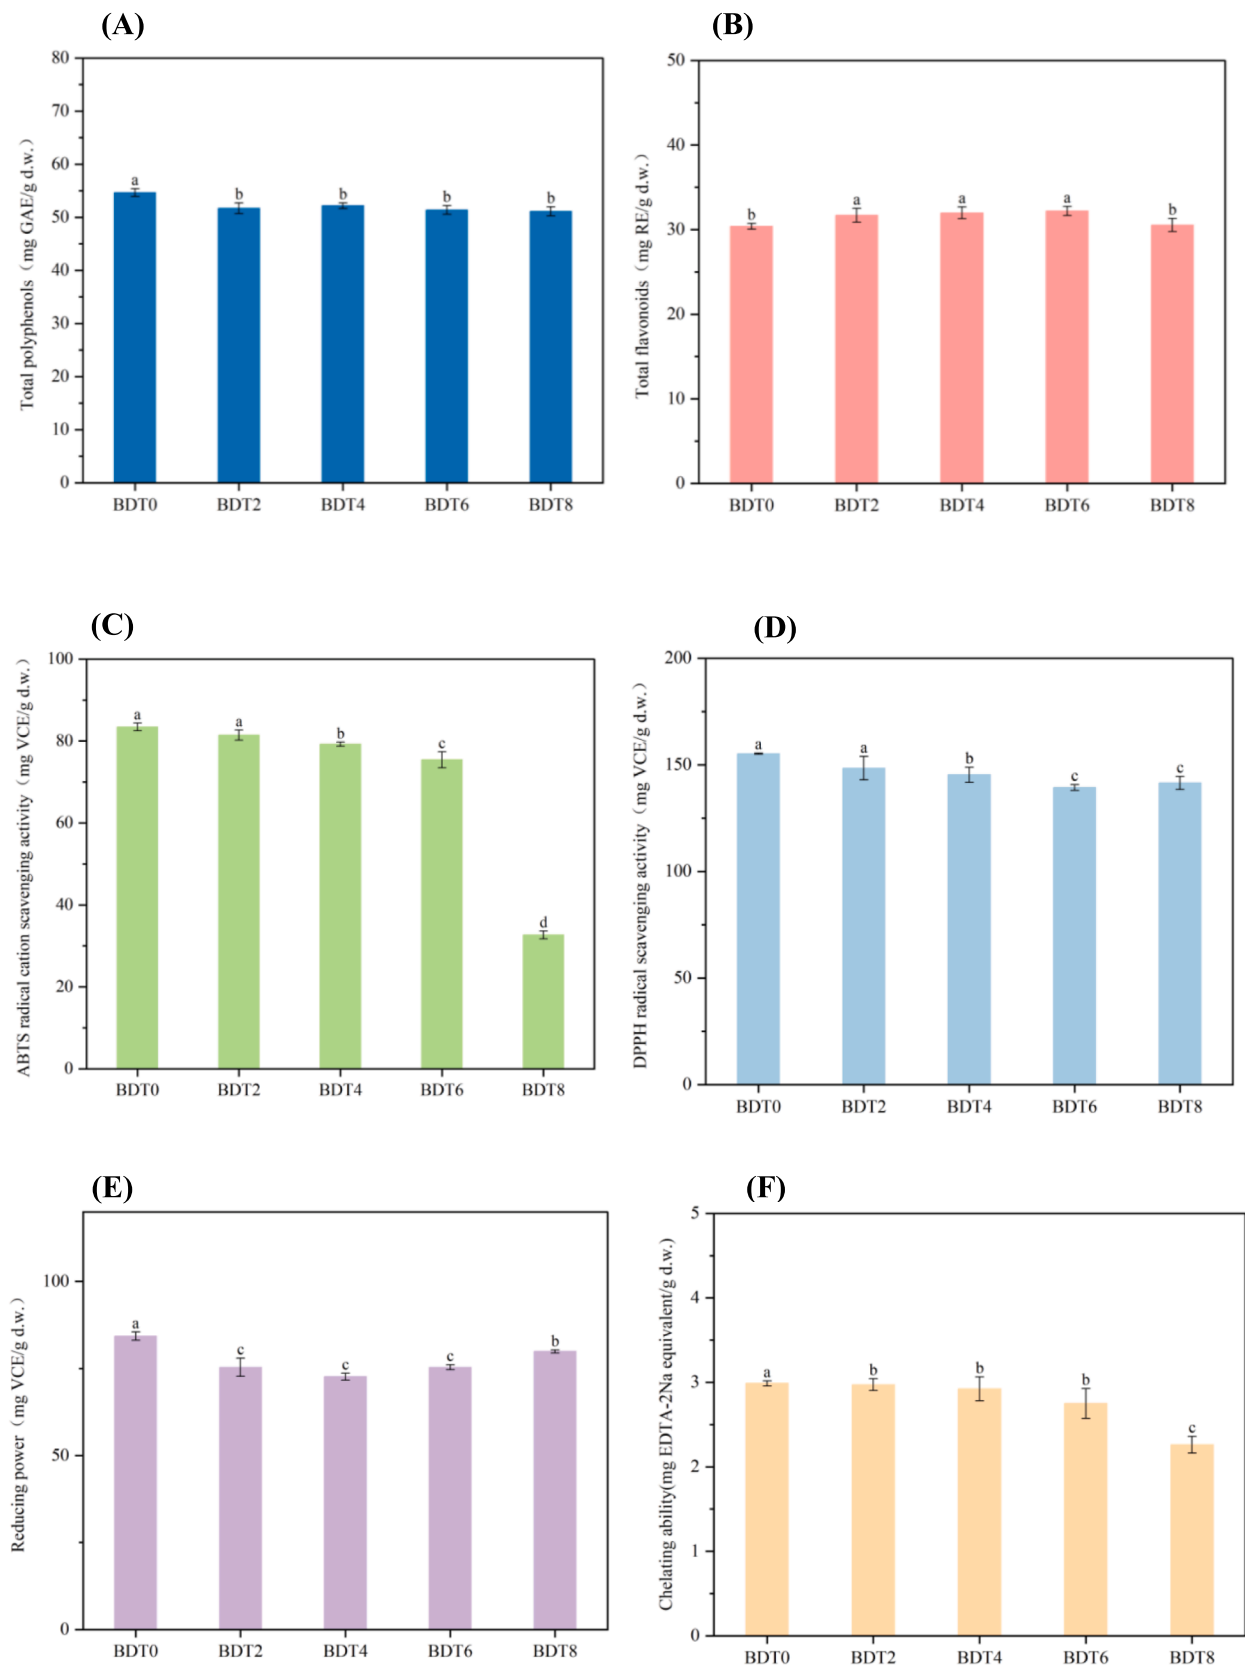 (A)
Total polyphenols（mg GAE/g d.w.）
80
70
60
50
40
30
20
10
0
a
b
b
b
b
BDT0 BDT2 BDT4 BDT6 BDT8
(B)
Total flavonoids（mg RE/g d.w.）
50
40
30
20
10
0
b
a
a
a
b
BDT0 BDT2 BDT4 BDT6 BDT8
(C)
ABTS radical cation scavenging activity（mg VCE/g d.w.）
100
80
60
40
20
0
a
a
b
c
d
BDT0 BDT2 BDT4 BDT6 BDT8
(D)
DPPH radical scavenging activity（mg VCE/g d.w.）
200
150
100
50
0
a
a
b
c
c
BDT0 BDT2 BDT4 BDT6 BDT8
(E)
Reducing power（mg VCE/g d.w.）
100
50
0
a
c
c
c
b
BDT0 BDT2 BDT4 BDT6 BDT8
(F)
Chelating ability(mg EDTA-2Na equivalent/g d.w.)
5
4
3
2
1
0
a
b
b
b
c
BDT0 BDT2 BDT4 BDT6 BDT8